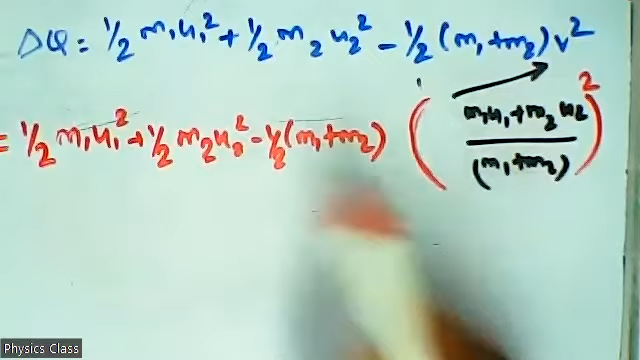 ΔQ = ½ m₁u₁² + ½ m₂u₂² - ½ (m₁+m₂)v²
= ½ m₁u₁² + ½ m₂u₂² - ½ (m₁+m₂) ( m₁u₁+m₂u₂ / (m₁+m₂) )²
Physics Class